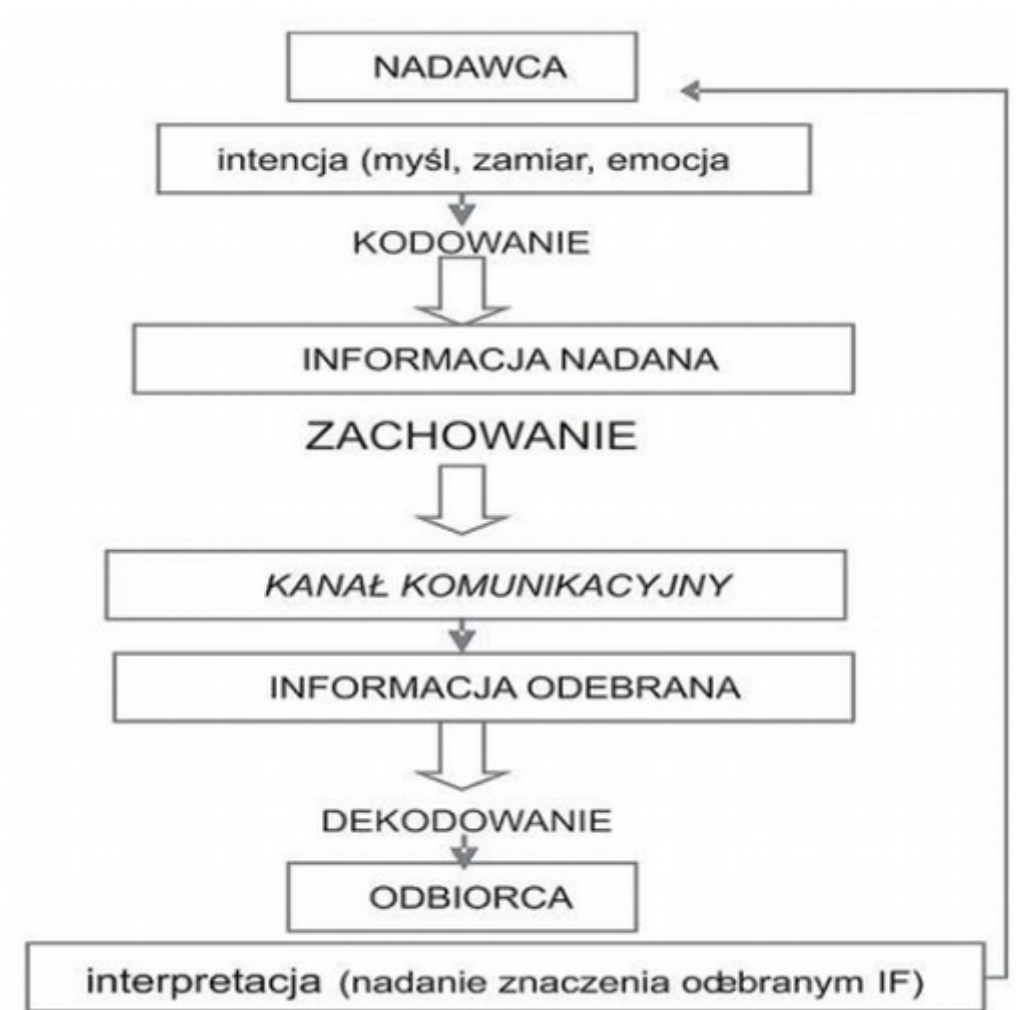 NADAWCA
intencja (myśl, zamiar, emocja
KODOWANIE
INFORMACJA NADANA
ZACHOWANIE
KANAŁ KOMUNIKACYJNY
INFORMACJA ODEBRANA
DEKODOWANIE
ODBIORCA
interpretacja (nadanie znaczenia odebranym IF)